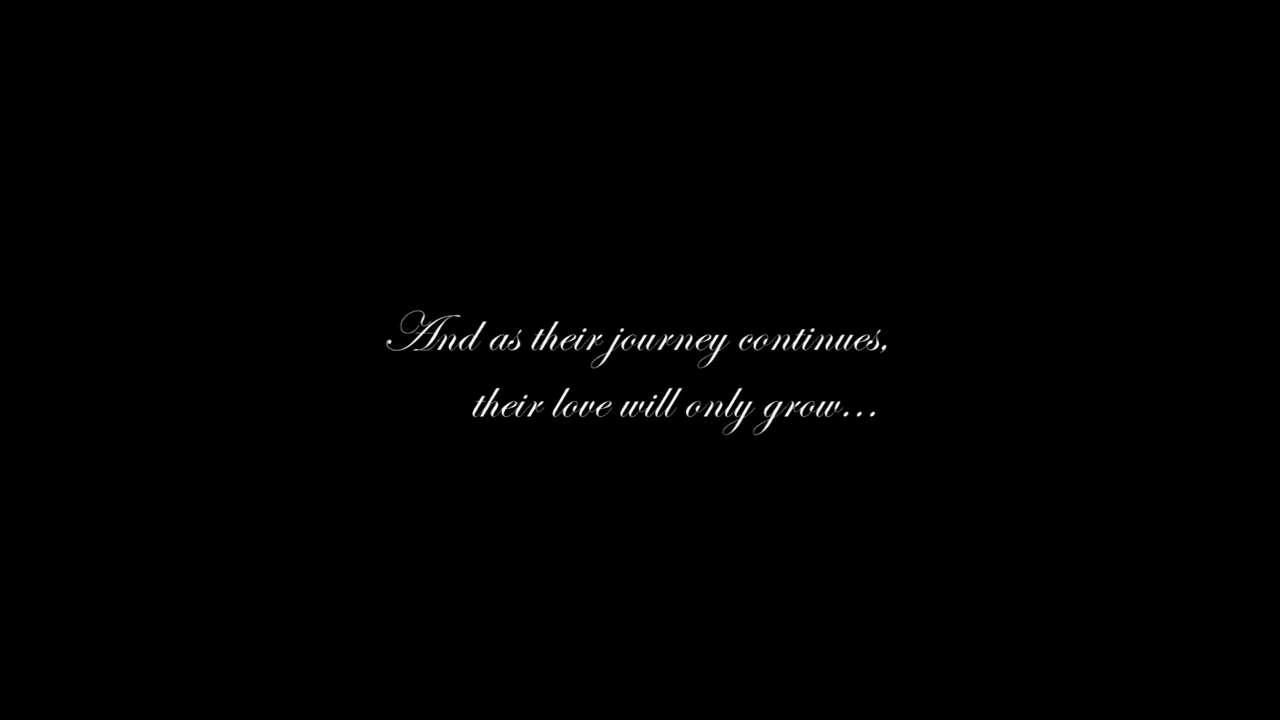 And as their journey continues,
their love will only grow...